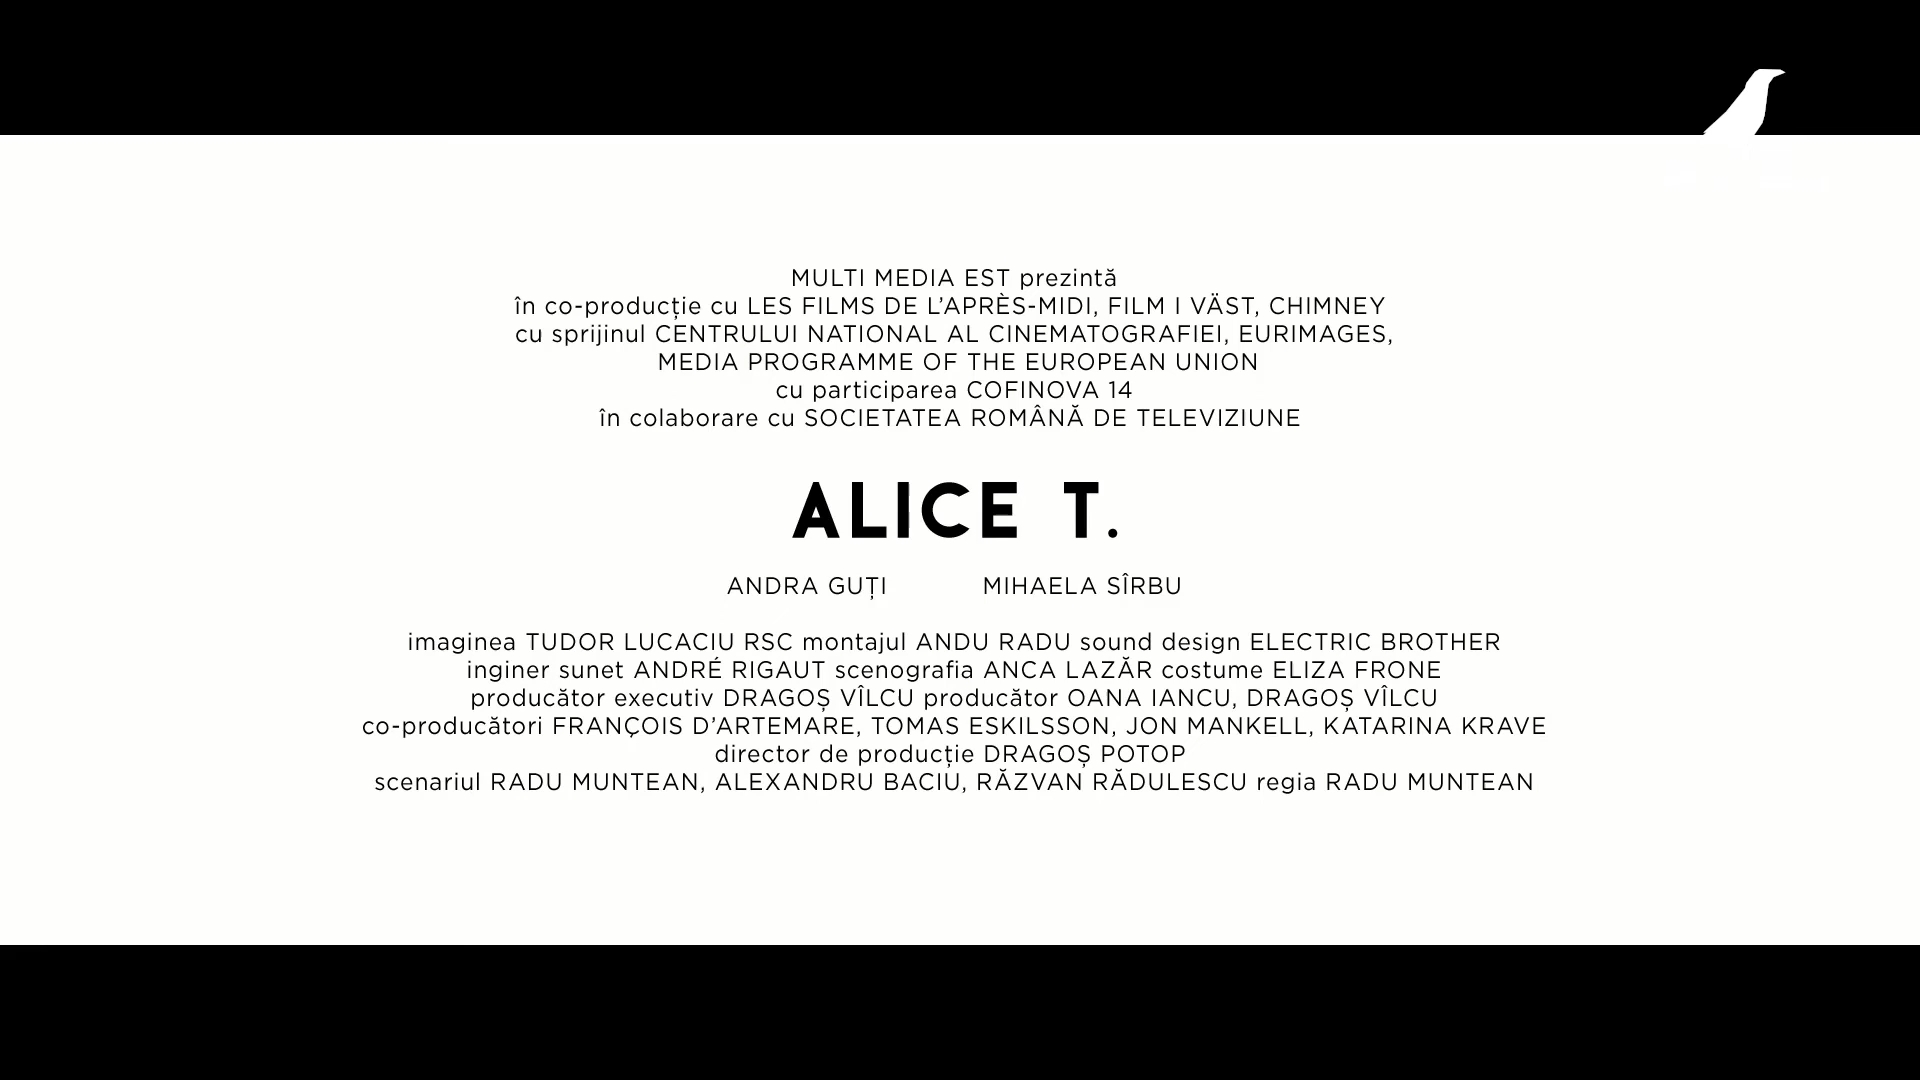 MULTI MEDIA EST prezintă
în co-producție cu LES FILMS DE L’APRÈS-MIDI, FILM I VÄST, CHIMNEY
cu sprijinul CENTRULUI NATIONAL AL CINEMATOGRAFIEI, EURIMAGES,
MEDIA PROGRAMME OF THE EUROPEAN UNION
cu participarea COFINOVA 14
în colaborare cu SOCIETATEA ROMÂNĂ DE TELEVIZIUNE
ALICE T.
ANDRA GUȚI MIHAELA SÎRBU
imaginea TUDOR LUCACIU RSC montajul ANDU RADU sound design ELECTRIC BROTHER
inginer sunet ANDRÉ RIGAUT scenografia ANCA LAZĂR costume ELIZA FRONE
producător executiv DRAGOȘ VÎLCU producător OANA IANCU, DRAGOȘ VÎLCU
co-producători FRANÇOIS D’ARTEMARE, TOMAS ESKILSSON, JON MANKELL, KATARINA KRAVE
director de producție DRAGOȘ POTOP
scenariul RADU MUNTEAN, ALEXANDRU BACIU, RĂZVAN RĂDULESCU regia RADU MUNTEAN